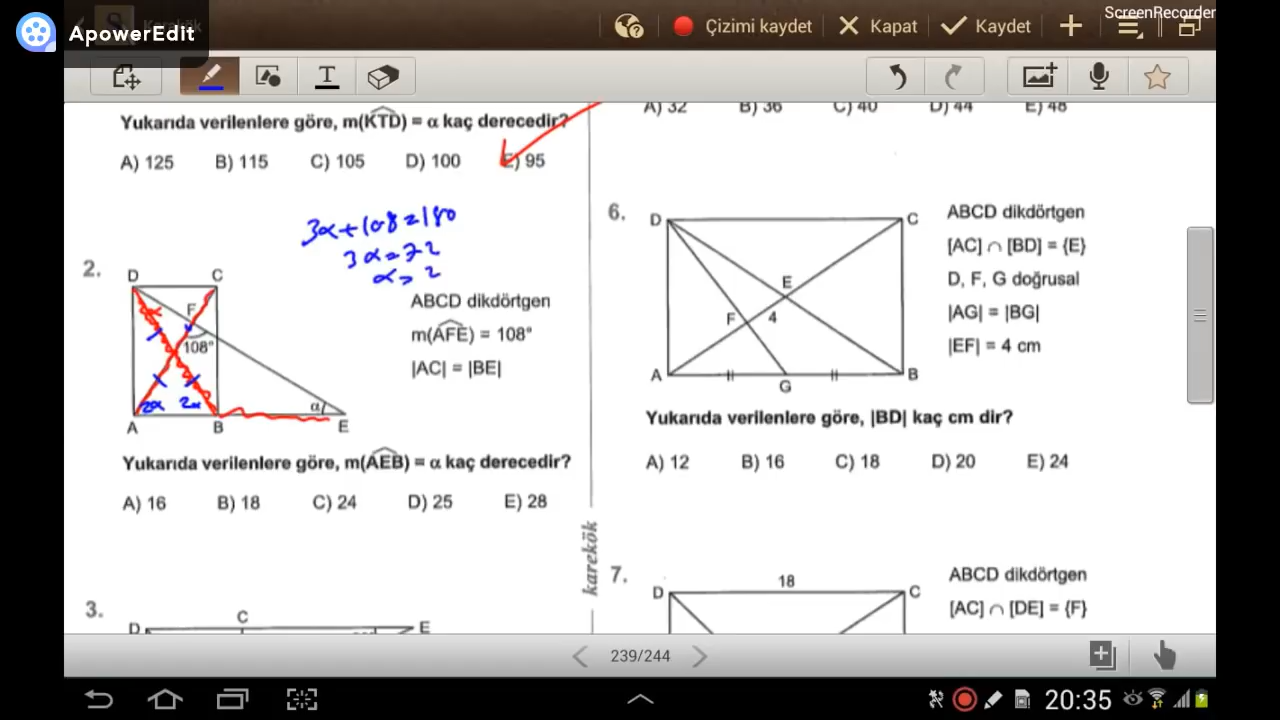 ScreenRecorder
ApowerEdit
Çizimi kaydet
Kapat
Kaydet
T
Yukarıda verilenlere göre, m(KTD) = α kaç derecedir?
A) 125 B) 115 C) 105 D) 100 E) 95
3α+108=180
3α=72
α=2
2.
D C
F
108°
α
2α 2α
α
A B E
ABCD dikdörtgen
m(AFE) = 108°
|AC| = |BE|
Yukarıda verilenlere göre, m(AEB) = α kaç derecedir?
A) 16 B) 18 C) 24 D) 25 E) 28
3.
D C E
karekök
A) 32 B) 36 C) 40 D) 44 E) 48
6.
D C
E
F 4
A G B
ABCD dikdörtgen
[AC] ∩ [BD] = {E}
D, F, G doğrusal
|AG| = |BG|
|EF| = 4 cm
Yukarıda verilenlere göre, |BD| kaç cm dir?
A) 12 B) 16 C) 18 D) 20 E) 24
7.
D 18 C
ABCD dikdörtgen
[AC] ∩ [DE] = {F}
239/244
20:35